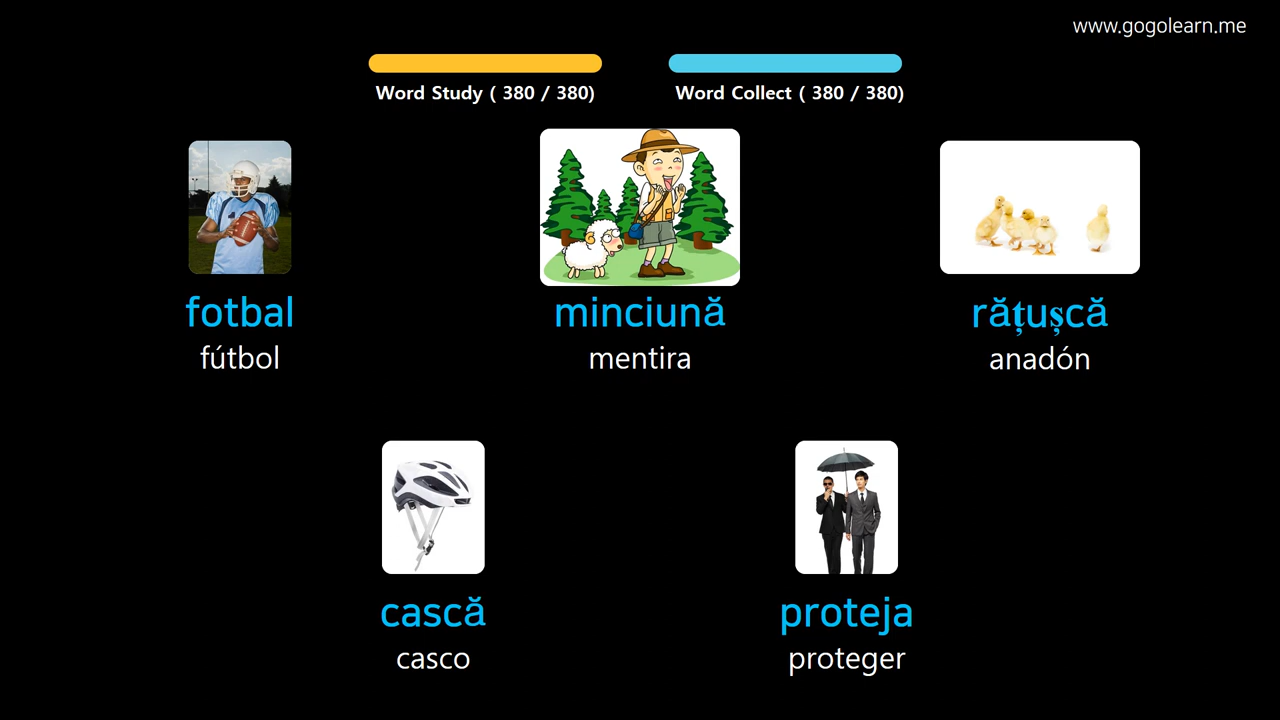 www.gogolearn.me
Word Study ( 380 / 380)
Word Collect ( 380 / 380)
fotbal
fútbol
minciună
mentira
rățușcă
anadón
cască
casco
proteja
proteger